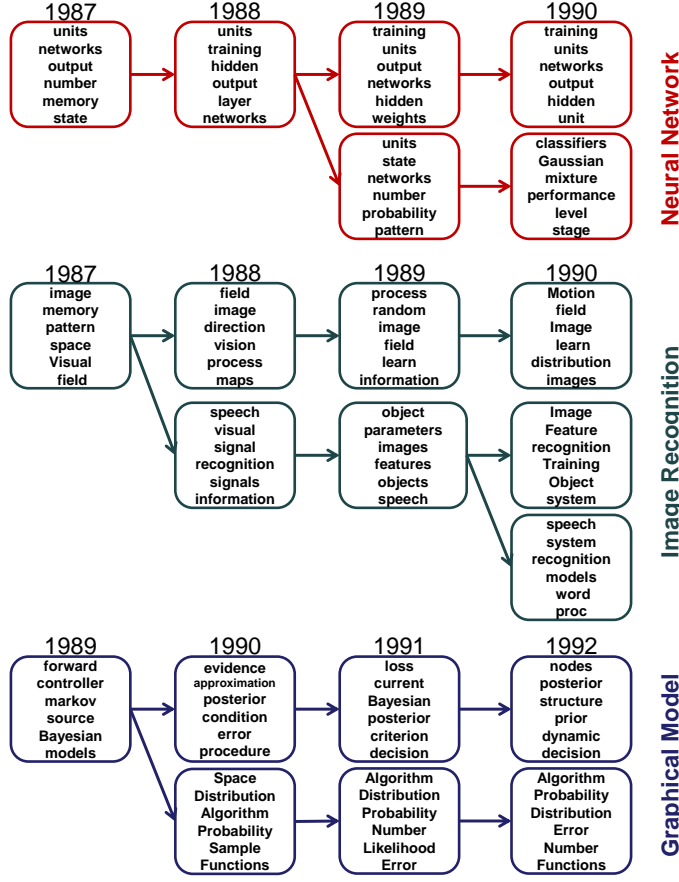 1987 1988 1989 1990
units
networks
output
number
memory
state
units
training
hidden
output
layer
networks
training
units
output
networks
hidden
weights
training
units
networks
output
hidden
unit
units
state
networks
number
probability
pattern
classifiers
Gaussian
mixture
performance
level
stage
Neural Network
1987 1988 1989 1990
image
memory
pattern
space
Visual
field
field
image
direction
vision
process
maps
process
random
image
field
learn
information
Motion
field
Image
learn
distribution
images
speech
visual
signal
recognition
signals
information
object
parameters
images
features
objects
speech
Image
Feature
recognition
Training
Object
system
speech
system
recognition
models
word
proc
Image Recognition
1989 1990 1991 1992
forward
controller
markov
source
Bayesian
models
evidence
approximation
posterior
condition
error
procedure
loss
current
Bayesian
posterior
criterion
decision
nodes
posterior
structure
prior
dynamic
decision
Space
Distribution
Algorithm
Probability
Sample
Functions
Algorithm
Distribution
Probability
Number
Likelihood
Error
Algorithm
Probability
Distribution
Error
Number
Functions
Graphical Model